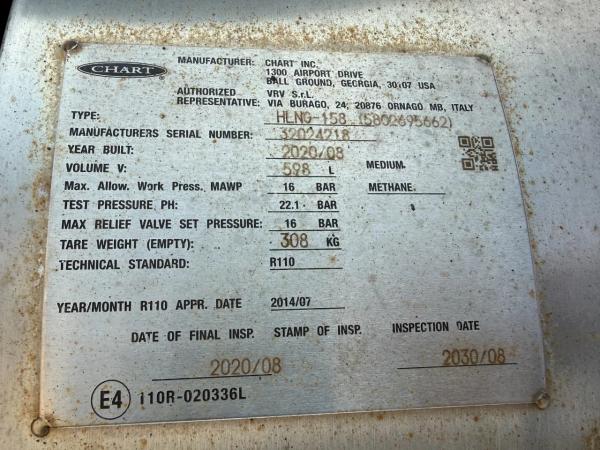 CHART
MANUFACTURER: CHART INC.
1300 AIRPORT DRIVE
BALL GROUND, GEORGIA, 30107 USA
AUTHORIZED REPRESENTATIVE: VRV S.r.L.
VIA BURAGO, 24, 20876 ORNAGO MB, ITALY
TYPE: HLNG-158 (5802695662)
MANUFACTURERS SERIAL NUMBER: 32024218
YEAR BUILT: 2020/08
VOLUME V: 598 L MEDIUM.
Max. Allow. Work Press. MAWP 16 BAR METHANE
TEST PRESSURE, PH: 22.1 BAR
MAX RELIEF VALVE SET PRESSURE: 16 BAR
TARE WEIGHT (EMPTY): 308 KG
TECHNICAL STANDARD: R110
YEAR/MONTH R110 APPR. DATE 2014/07
DATE OF FINAL INSP. STAMP OF INSP. INSPECTION DATE
2020/08 2030/08
E4 110R-020336L